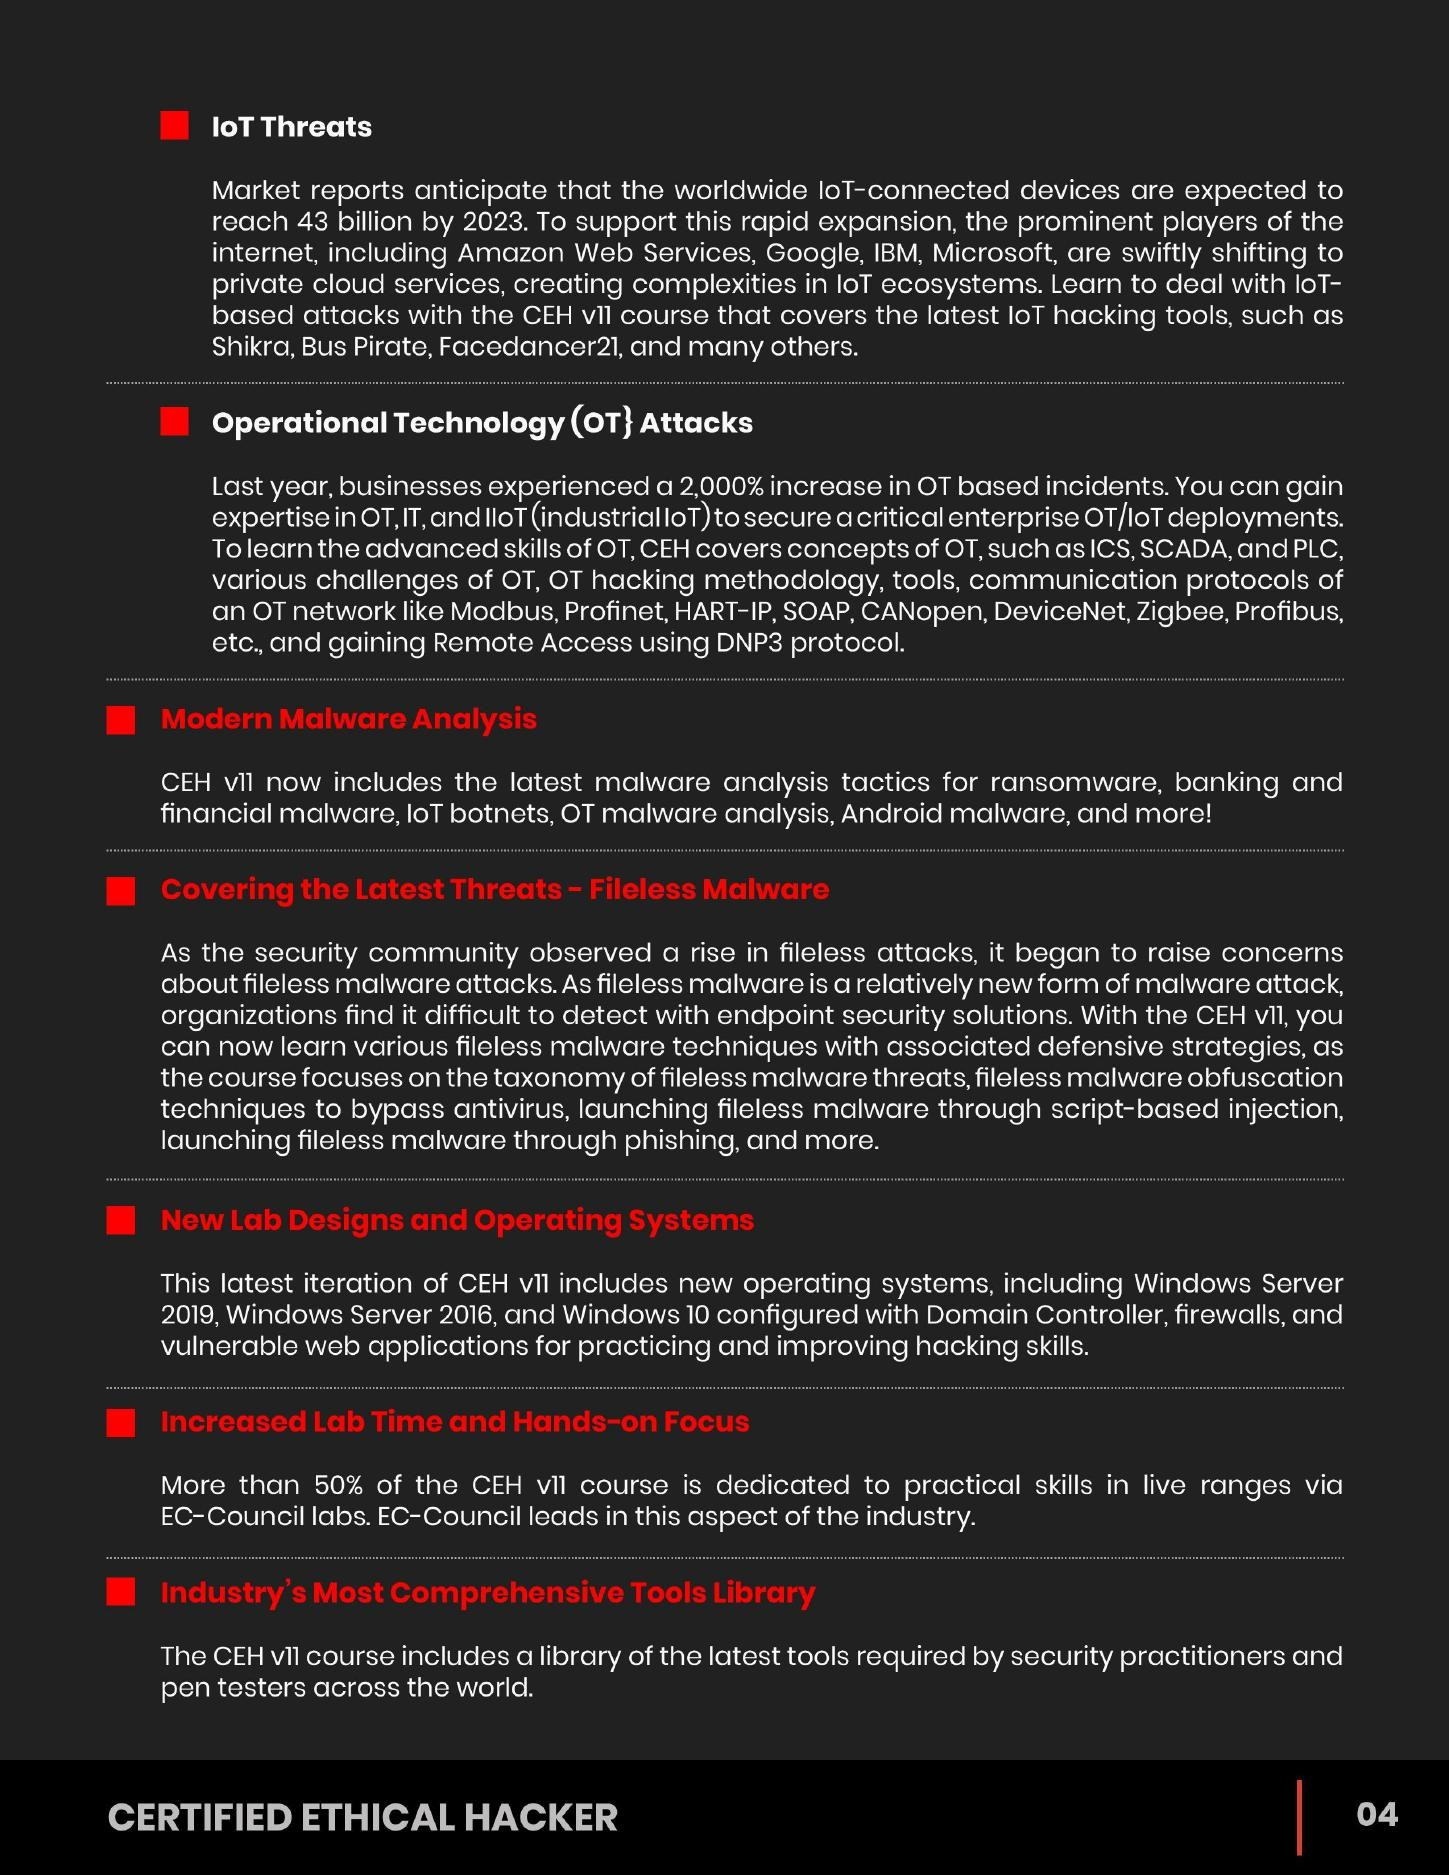 IoT Threats
Market reports anticipate that the worldwide IoT-connected devices are expected to
reach 43 billion by 2023. To support this rapid expansion, the prominent players of the
internet, including Amazon Web Services, Google, IBM, Microsoft, are swiftly shifting to
private cloud services, creating complexities in IoT ecosystems. Learn to deal with IoT-
based attacks with the CEH v11 course that covers the latest IoT hacking tools, such as
Shikra, Bus Pirate, Facedancer21, and many others.
Operational Technology (OT} Attacks
Last year, businesses experienced a 2,000% increase in OT based incidents. You can gain
expertise in OT, IT, and IIoT (industrial IoT) to secure a critical enterprise OT/IoT deployments.
To learn the advanced skills of OT, CEH covers concepts of OT, such as ICS, SCADA, and PLC,
various challenges of OT, OT hacking methodology, tools, communication protocols of
an OT network like Modbus, Profinet, HART-IP, SOAP, CANopen, DeviceNet, Zigbee, Profibus,
etc., and gaining Remote Access using DNP3 protocol.
Modern Malware Analysis
CEH v11 now includes the latest malware analysis tactics for ransomware, banking and
financial malware, IoT botnets, OT malware analysis, Android malware, and more!
Covering the Latest Threats - Fileless Malware
As the security community observed a rise in fileless attacks, it began to raise concerns
about fileless malware attacks. As fileless malware is a relatively new form of malware attack,
organizations find it difficult to detect with endpoint security solutions. With the CEH v11, you
can now learn various fileless malware techniques with associated defensive strategies, as
the course focuses on the taxonomy of fileless malware threats, fileless malware obfuscation
techniques to bypass antivirus, launching fileless malware through script-based injection,
launching fileless malware through phishing, and more.
New Lab Designs and Operating Systems
This latest iteration of CEH v11 includes new operating systems, including Windows Server
2019, Windows Server 2016, and Windows 10 configured with Domain Controller, firewalls, and
vulnerable web applications for practicing and improving hacking skills.
Increased Lab Time and Hands-on Focus
More than 50% of the CEH v11 course is dedicated to practical skills in live ranges via
EC-Council labs. EC-Council leads in this aspect of the industry.
Industry's Most Comprehensive Tools Library
The CEH v11 course includes a library of the latest tools required by security practitioners and
pen testers across the world.
CERTIFIED ETHICAL HACKER
04